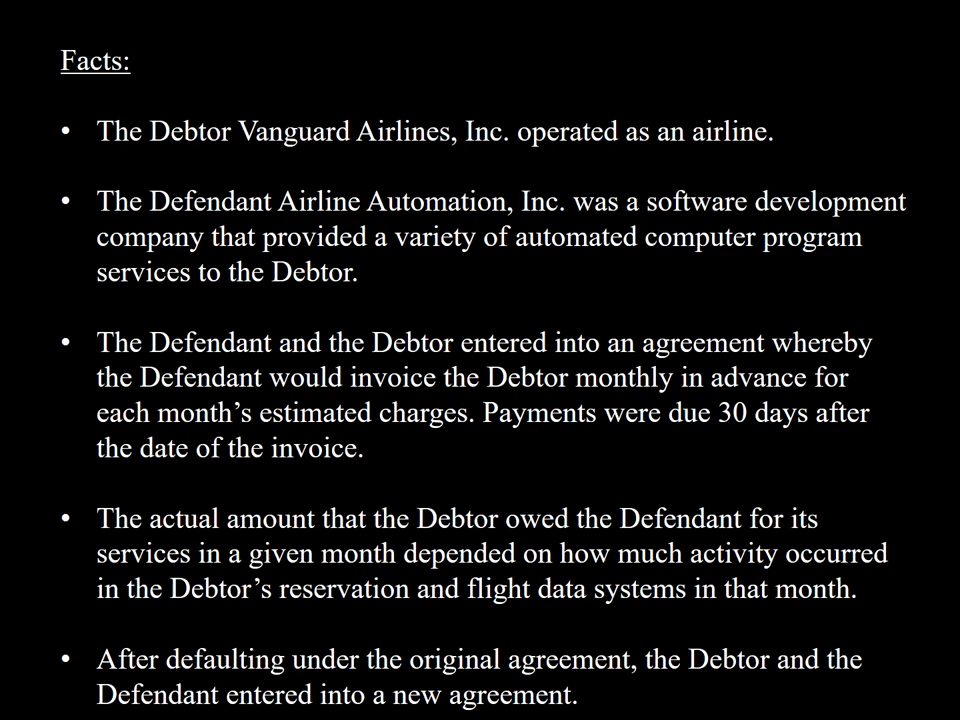 Facts:
• The Debtor Vanguard Airlines, Inc. operated as an airline.
• The Defendant Airline Automation, Inc. was a software development
company that provided a variety of automated computer program
services to the Debtor.
• The Defendant and the Debtor entered into an agreement whereby
the Defendant would invoice the Debtor monthly in advance for
each month’s estimated charges. Payments were due 30 days after
the date of the invoice.
• The actual amount that the Debtor owed the Defendant for its
services in a given month depended on how much activity occurred
in the Debtor’s reservation and flight data systems in that month.
• After defaulting under the original agreement, the Debtor and the
Defendant entered into a new agreement.